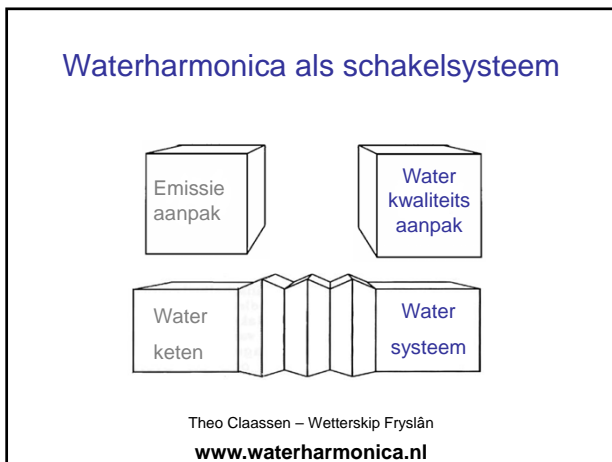 Waterharmonica als schakelsysteem
Emissie
aanpak
Water
kwaliteits
aanpak
Water
keten
Water
systeem
Theo Claassen – Wetterskip Fryslân
www.waterharmonica.nl